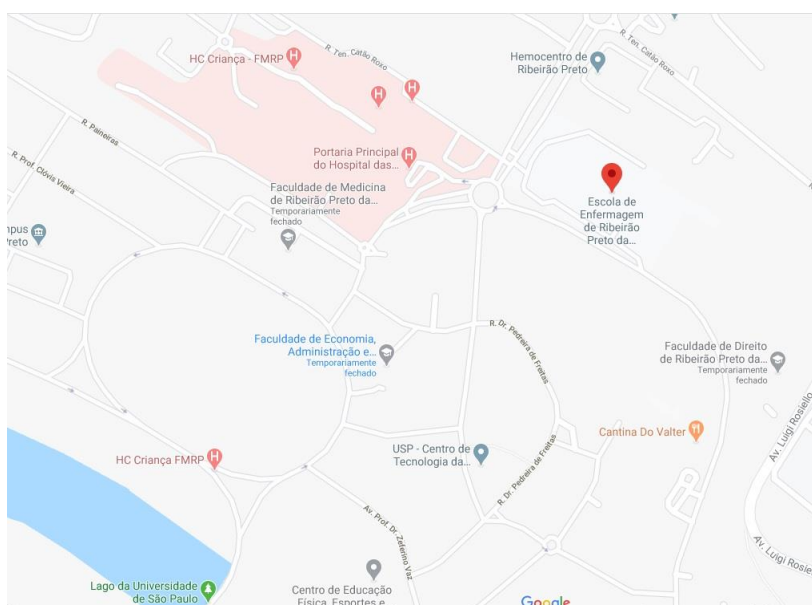 R. Ten. Catão Roxo
HC Criança - FMRP
H
Hemocentro de
Ribeirão Preto
R. Ten. Catão Roxo
H
H
R. Paineiras
Portaria Principal
do Hospital das...
H
R. Prof. Clóvis Vieira
Faculdade de Medicina
de Ribeirão Preto da...
Temporariamente
fechado
Escola de
Enfermagem
de Ribeirão
Preto da...
mpus
Preto
R. Dr. Pedreira de Freitas
Faculdade de Economia,
Administração e...
Temporariamente
fechado
Faculdade de Direito
de Ribeirão Preto da...
Temporariamente
fechado
Av. Luigi Rosiello
Cantina Do Valter
HC Criança FMRP
H
USP - Centro de
Tecnologia da...
R. Dr. Pedreira de Freitas
Av. Prof. Dr. Zeferino Vaz
Av. Luigi Rosiello
Lago da Universidade
de São Paulo
Centro de Educação
Física, Esportes e
Google